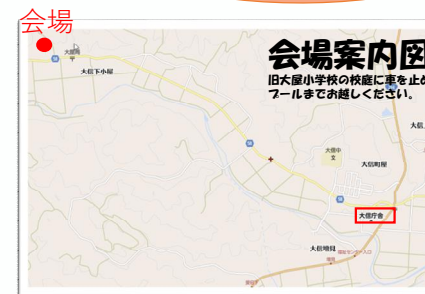 会場
会場案内図
旧大屋小学校の校庭に車を止め
プールまでお越しください。
大信下小屋
大信中
大信町屋
大信庁舎
大信増見